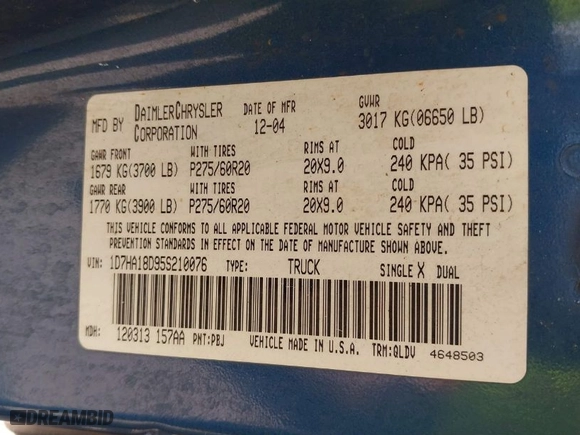 MFD BY DAIMLERCHRYSLER CORPORATION DATE OF MFR 12-04 GVWR 3017 KG(06650 LB)
GAWR FRONT WITH TIRES RIMS AT COLD
1679 KG(3700 LB) P275/60R20 20X9.0 240 KPA( 35 PSI)
GAWR REAR WITH TIRES RIMS AT COLD
1770 KG(3900 LB) P275/60R20 20X9.0 240 KPA( 35 PSI)
THIS VEHICLE CONFORMS TO ALL APPLICABLE FEDERAL MOTOR VEHICLE SAFETY AND THEFT
PREVENTION STANDARDS IN EFFECT ON THE DATE OF MANUFACTURE SHOWN ABOVE.
VIN: 1D7HA18D95S210076 TYPE: TRUCK SINGLE X DUAL
MDH: 120313 157AA PNT:PBJ VEHICLE MADE IN U.S.A. TRM:QLDV 4648503
DREAMBID